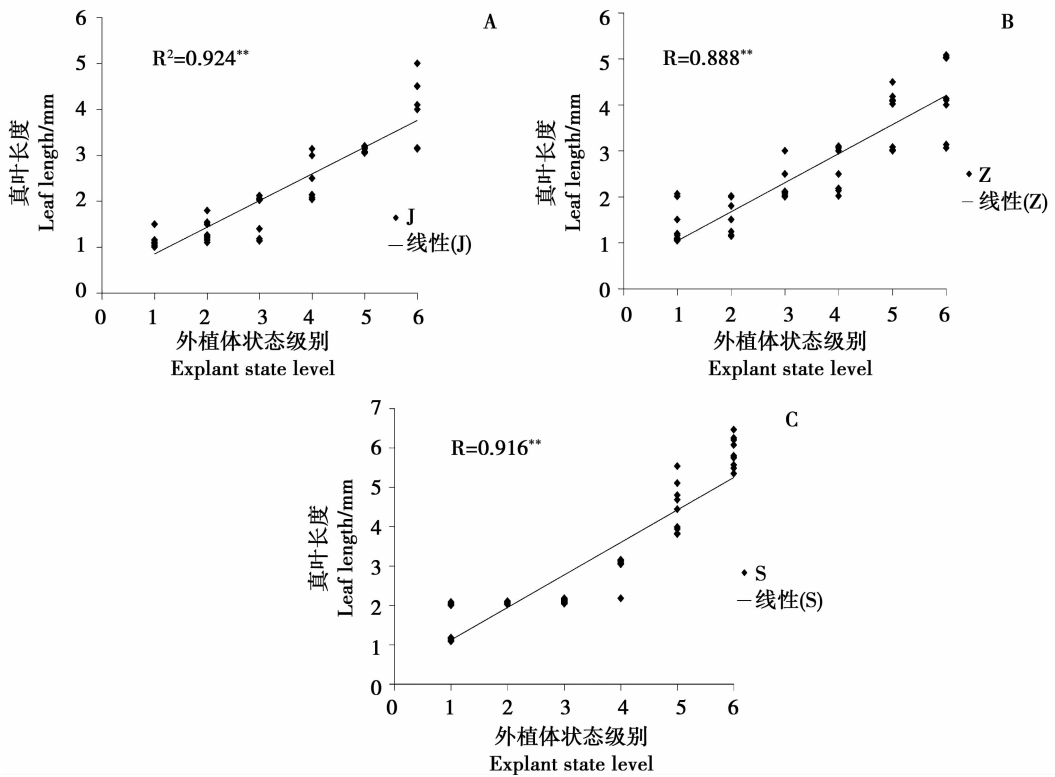 A
R²=0.924**
6
5
4
3
2
1
0
真叶长度
Leaf length/mm
J
线性(J)
0 1 2 3 4 5 6
外植体状态级别
Explant state level
B
R=0.888**
6
5
4
3
2
1
0
真叶长度
Leaf length/mm
Z
线性(Z)
0 1 2 3 4 5 6
外植体状态级别
Explant state level
C
R=0.916**
7
6
5
4
3
2
1
0
真叶长度
Leaf length/mm
S
线性(S)
0 1 2 3 4 5 6
外植体状态级别
Explant state level